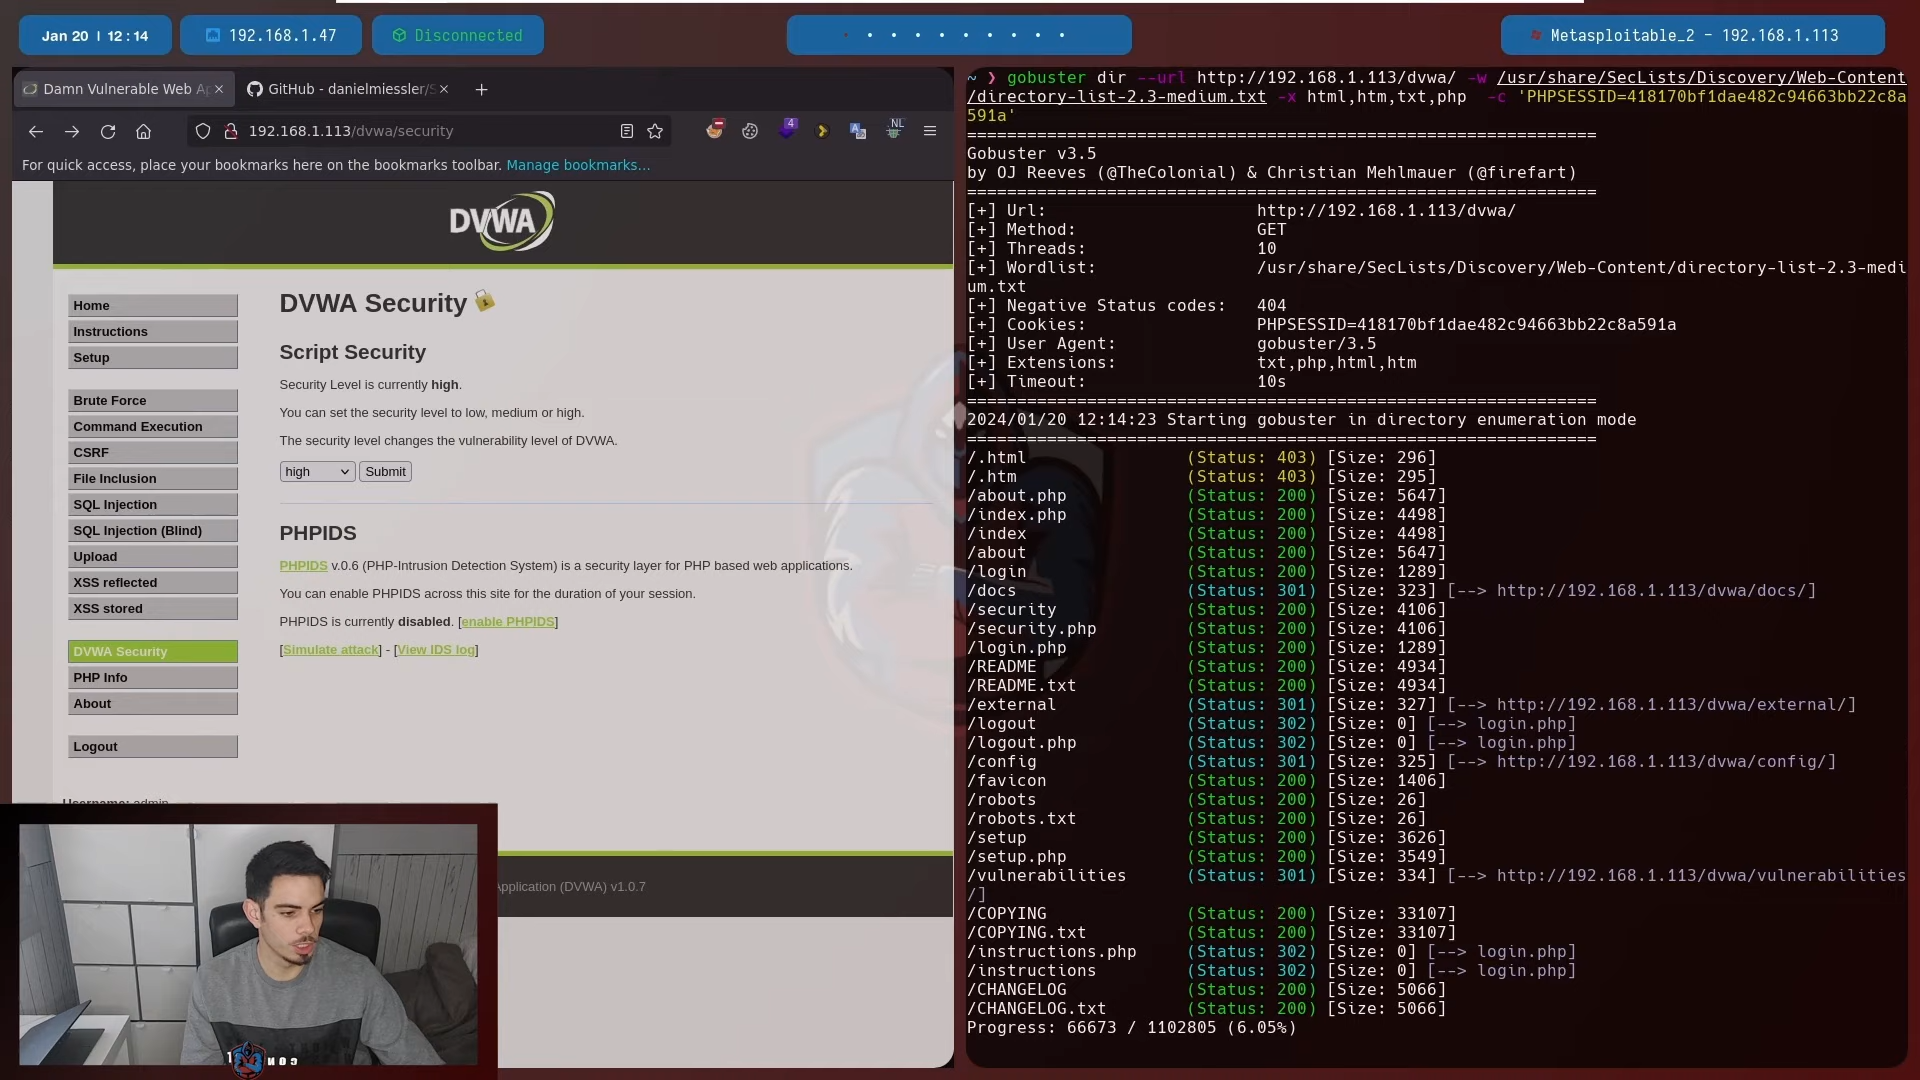 Jan 20 | 12:14
192.168.1.47
Disconnected
Metasploitable_2 - 192.168.1.113
Damn Vulnerable Web Ap
GitHub - danielmiessler/S
192.168.1.113/dvwa/security
4
NL
For quick access, place your bookmarks here on the bookmarks toolbar. Manage bookmarks...
DVWA
Home
Instructions
Setup
Brute Force
Command Execution
CSRF
File Inclusion
SQL Injection
SQL Injection (Blind)
Upload
XSS reflected
XSS stored
DVWA Security
PHP Info
About
Logout
Username: admin
DVWA Security
Script Security
Security Level is currently high.
You can set the security level to low, medium or high.
The security level changes the vulnerability level of DVWA.
high Submit
PHPIDS
PHPIDS v.0.6 (PHP-Intrusion Detection System) is a security layer for PHP based web applications.
You can enable PHPIDS across this site for the duration of your session.
PHPIDS is currently disabled. [enable PHPIDS]
[Simulate attack] - [View IDS log]
Application (DVWA) v1.0.7
~ ❯ gobuster dir --url http://192.168.1.113/dvwa/ -w /usr/share/SecLists/Discovery/Web-Content
/directory-list-2.3-medium.txt -x html,htm,txt,php -c 'PHPSESSID=418170bf1dae482c94663bb22c8a
591a'
===============================================================
Gobuster v3.5
by OJ Reeves (@TheColonial) & Christian Mehlmauer (@firefart)
===============================================================
[+] Url: http://192.168.1.113/dvwa/
[+] Method: GET
[+] Threads: 10
[+] Wordlist: /usr/share/SecLists/Discovery/Web-Content/directory-list-2.3-medi
um.txt
[+] Negative Status codes: 404
[+] Cookies: PHPSESSID=418170bf1dae482c94663bb22c8a591a
[+] User Agent: gobuster/3.5
[+] Extensions: txt,php,html,htm
[+] Timeout: 10s
===============================================================
2024/01/20 12:14:23 Starting gobuster in directory enumeration mode
===============================================================
/.html (Status: 403) [Size: 296]
/.htm (Status: 403) [Size: 295]
/about.php (Status: 200) [Size: 5647]
/index.php (Status: 200) [Size: 4498]
/index (Status: 200) [Size: 4498]
/about (Status: 200) [Size: 5647]
/login (Status: 200) [Size: 1289]
/docs (Status: 301) [Size: 323] [--> http://192.168.1.113/dvwa/docs/]
/security (Status: 200) [Size: 4106]
/security.php (Status: 200) [Size: 4106]
/login.php (Status: 200) [Size: 1289]
/README (Status: 200) [Size: 4934]
/README.txt (Status: 200) [Size: 4934]
/external (Status: 301) [Size: 327] [--> http://192.168.1.113/dvwa/external/]
/logout (Status: 302) [Size: 0] [--> login.php]
/logout.php (Status: 302) [Size: 0] [--> login.php]
/config (Status: 301) [Size: 325] [--> http://192.168.1.113/dvwa/config/]
/favicon (Status: 200) [Size: 1406]
/robots (Status: 200) [Size: 26]
/robots.txt (Status: 200) [Size: 26]
/setup (Status: 200) [Size: 3626]
/setup.php (Status: 200) [Size: 3549]
/vulnerabilities (Status: 301) [Size: 334] [--> http://192.168.1.113/dvwa/vulnerabilities
/]
/COPYING (Status: 200) [Size: 33107]
/COPYING.txt (Status: 200) [Size: 33107]
/instructions.php (Status: 302) [Size: 0] [--> login.php]
/instructions (Status: 302) [Size: 0] [--> login.php]
/CHANGELOG (Status: 200) [Size: 5066]
/CHANGELOG.txt (Status: 200) [Size: 5066]
Progress: 66673 / 1102805 (6.05%)